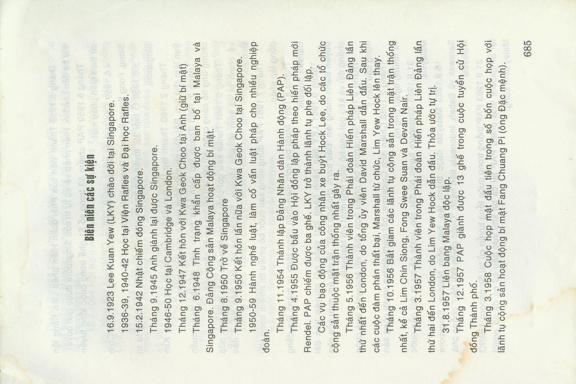 Biên niên các sự kiện
16.9.1923 Lee Kuan Yew (LKY) chào đời tại Singapore.
1936-39, 1940-42 Học tại Viện Rafles và Đại học Rafles.
15.2.1942 Nhật chiếm đóng Singapore.
Tháng 9.1945 Anh giành lại được Singapore.
1946-50 Học tại Cambridge và London.
Tháng 12.1947 Kết hôn với Kwa Geok Choo tại Anh (giữ bí mật)
Tháng 6.1948 Tình trạng khẩn cấp được ban bố tại Malaya và
Singapore. Đảng Cộng sản Malaya hoạt động bí mật.
Tháng 8.1950 Trở về Singapore
Tháng 9.1950 Kết hôn lần nữa với Kwa Geok Choo tại Singapore.
1950-59 Hành nghề luật, làm cố vấn luật pháp cho nhiều nghiệp
đoàn.
Tháng 11.1954 Thành lập Đảng Nhân dân Hành động (PAP).
Tháng 4.1955 Được bầu vào Hội đồng lập pháp theo hiến pháp mới
Rendel. PAP chiếm được ba ghế. LKY trở thành lãnh tụ phe đối lập.
Các vụ bạo động của công nhân xe buýt Hock Lee, do các tổ chức
cộng sản thuộc mặt trận thống nhất gây ra.
Tháng 5.1956 Thành viên trong Phái đoàn Hiến pháp Liên Đảng lần
thứ nhất đến London, do tổng ủy viên David Marshall dẫn đầu. Sau khi
các cuộc đàm phán thất bại, Marshall từ chức, Lim Yew Hock lên thay.
Tháng 10.1956 Bắt giam các lãnh tụ cộng sản trong mặt trận thống
nhất, kể cả Lim Chin Siong, Fong Swee Suan và Devan Nair.
Tháng 3.1957 Thành viên trong Phái đoàn Hiến pháp Liên Đảng lần
thứ hai đến London, do Lim Yew Hock dẫn đầu. Thỏa ước tự trị.
31.8.1957 Liên bang Malaya độc lập.
Tháng 12.1957 PAP giành được 13 ghế trong cuộc tuyển cử Hội
đồng Thành phố.
Tháng 3.1958 Cuộc họp mặt đầu tiên trong số bốn cuộc họp với
lãnh tụ cộng sản hoạt động bí mật Fang Chuang Pi (ông Đặc mệnh).
685